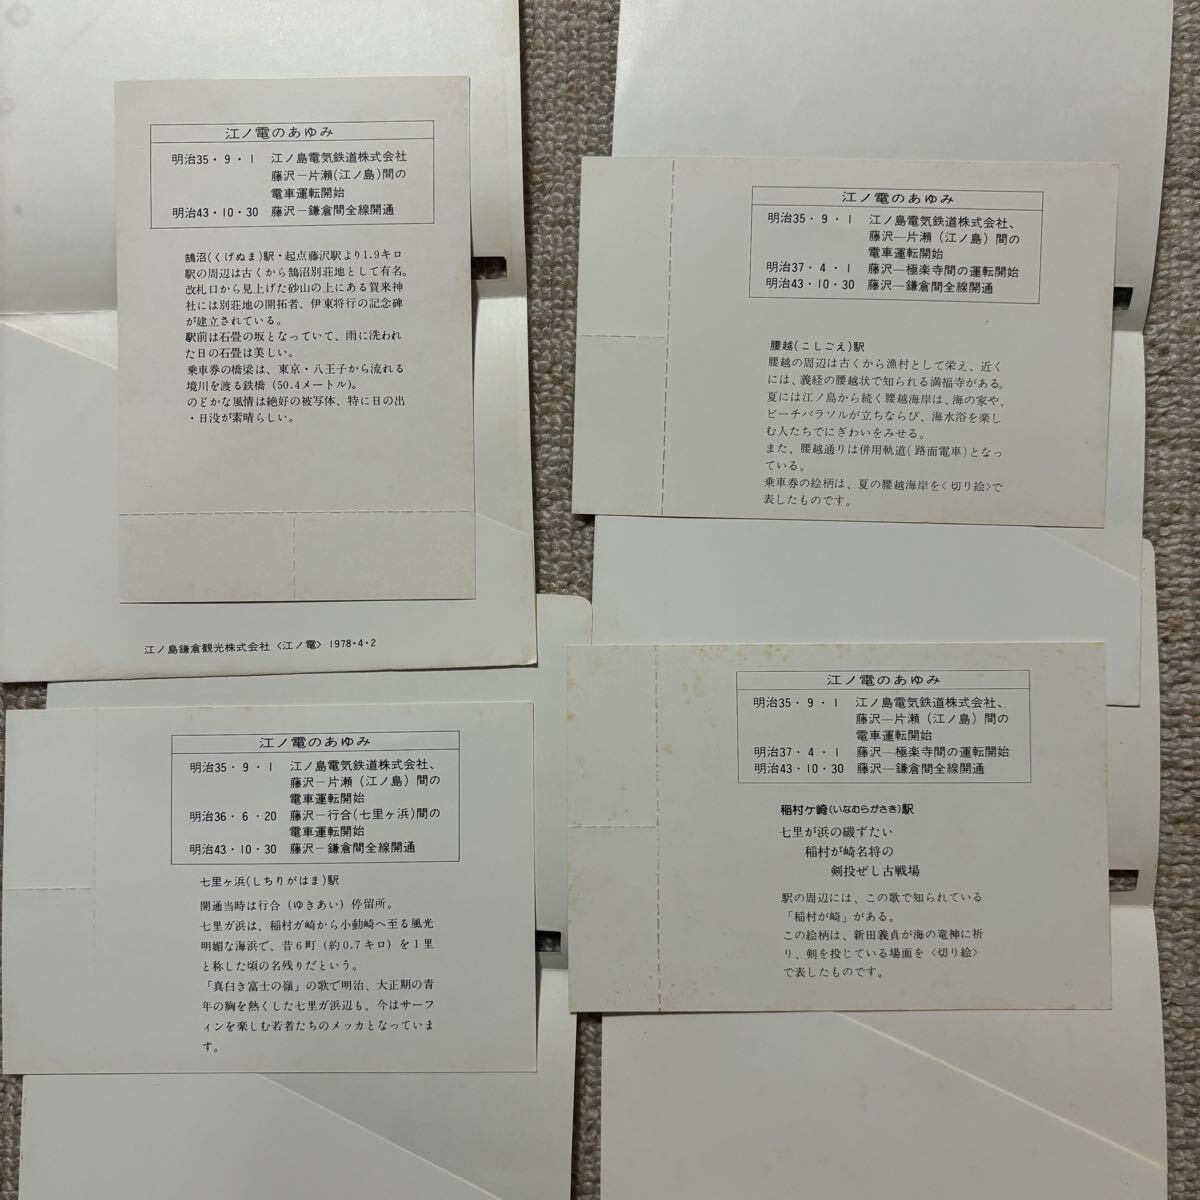 江ノ電のあゆみ
明治35・9・1 江ノ島電気鉄道株式会社
藤沢ー片瀬(江ノ島)間の
電車運転開始
明治43・10・30 藤沢ー鎌倉間全線開通
鵠沼(くげぬま)駅・起点藤沢駅より1.9キロ
駅の周辺は古くから鵠沼別荘地として有名。
改札口から見上げた砂山の上にある賀来神
社には別荘地の開拓者、伊東将行の記念碑
が建立されている。
駅前は石畳の坂となっていて、雨に洗われ
た日の石畳は美しい。
乗車券の橋梁は、東京・八王子から流れる
境川を渡る鉄橋(50.4メートル)。
のどかな風情は絶好の被写体、特に日の出
・日没が素晴らしい。
江ノ島鎌倉観光株式会社〈江ノ電〉1978・4・2
江ノ電のあゆみ
明治35・9・1 江ノ島電気鉄道株式会社、
藤沢―片瀬(江ノ島)間の
電車運転開始
明治37・4・1 藤沢―極楽寺間の運転開始
明治43・10・30 藤沢―鎌倉間全線開通
腰越(こしごえ)駅
腰越の周辺は古くから漁村として栄え、近く
には、義経の腰越状で知られる満福寺がある。
夏には江ノ島から続く腰越海岸は、海の家や、
ビーチパラソルが立ちならび、海水浴を楽し
む人たちでにぎわいをみせる。
また、腰越通りは併用軌道(路面電車)となっ
ている。
乗車券の絵柄は、夏の腰越海岸を〈切り絵〉で
表したものです。
江ノ電のあゆみ
明治35・9・1 江ノ島電気鉄道株式会社、
藤沢ー片瀬(江ノ島)間の
電車運転開始
明治36・6・20 藤沢ー行合(七里ヶ浜)間の
電車運転開始
明治43・10・30 藤沢ー鎌倉間全線開通
七里ヶ浜(しちりがはま)駅
開通当時は行合(ゆきあい)停留所。
七里ガ浜は、稲村ガ崎から小動崎へ至る風光
明媚な海浜で、昔6町(約0.7キロ)を1里
と称した頃の名残りだという。
「真白き富士の嶺」の歌で明治、大正期の青
年の胸を熱くした七里ガ浜辺も、今はサーフ
ィンを楽しむ若者たちのメッカとなっていま
す。
江ノ電のあゆみ
明治35・9・1 江ノ島電気鉄道株式会社、
藤沢―片瀬(江ノ島)間の
電車運転開始
明治37・4・1 藤沢―極楽寺間の運転開始
明治43・10・30 藤沢―鎌倉間全線開通
稲村ケ崎(いなむらがさき)駅
七里が浜の磯ずたい
稲村が崎名将の
剣投ぜし古戦場
駅の周辺には、この歌で知られている
「稲村が崎」がある。
この絵柄は、新田義貞が海の竜神に祈
り、剣を投じている場面を〈切り絵〉
で表したものです。